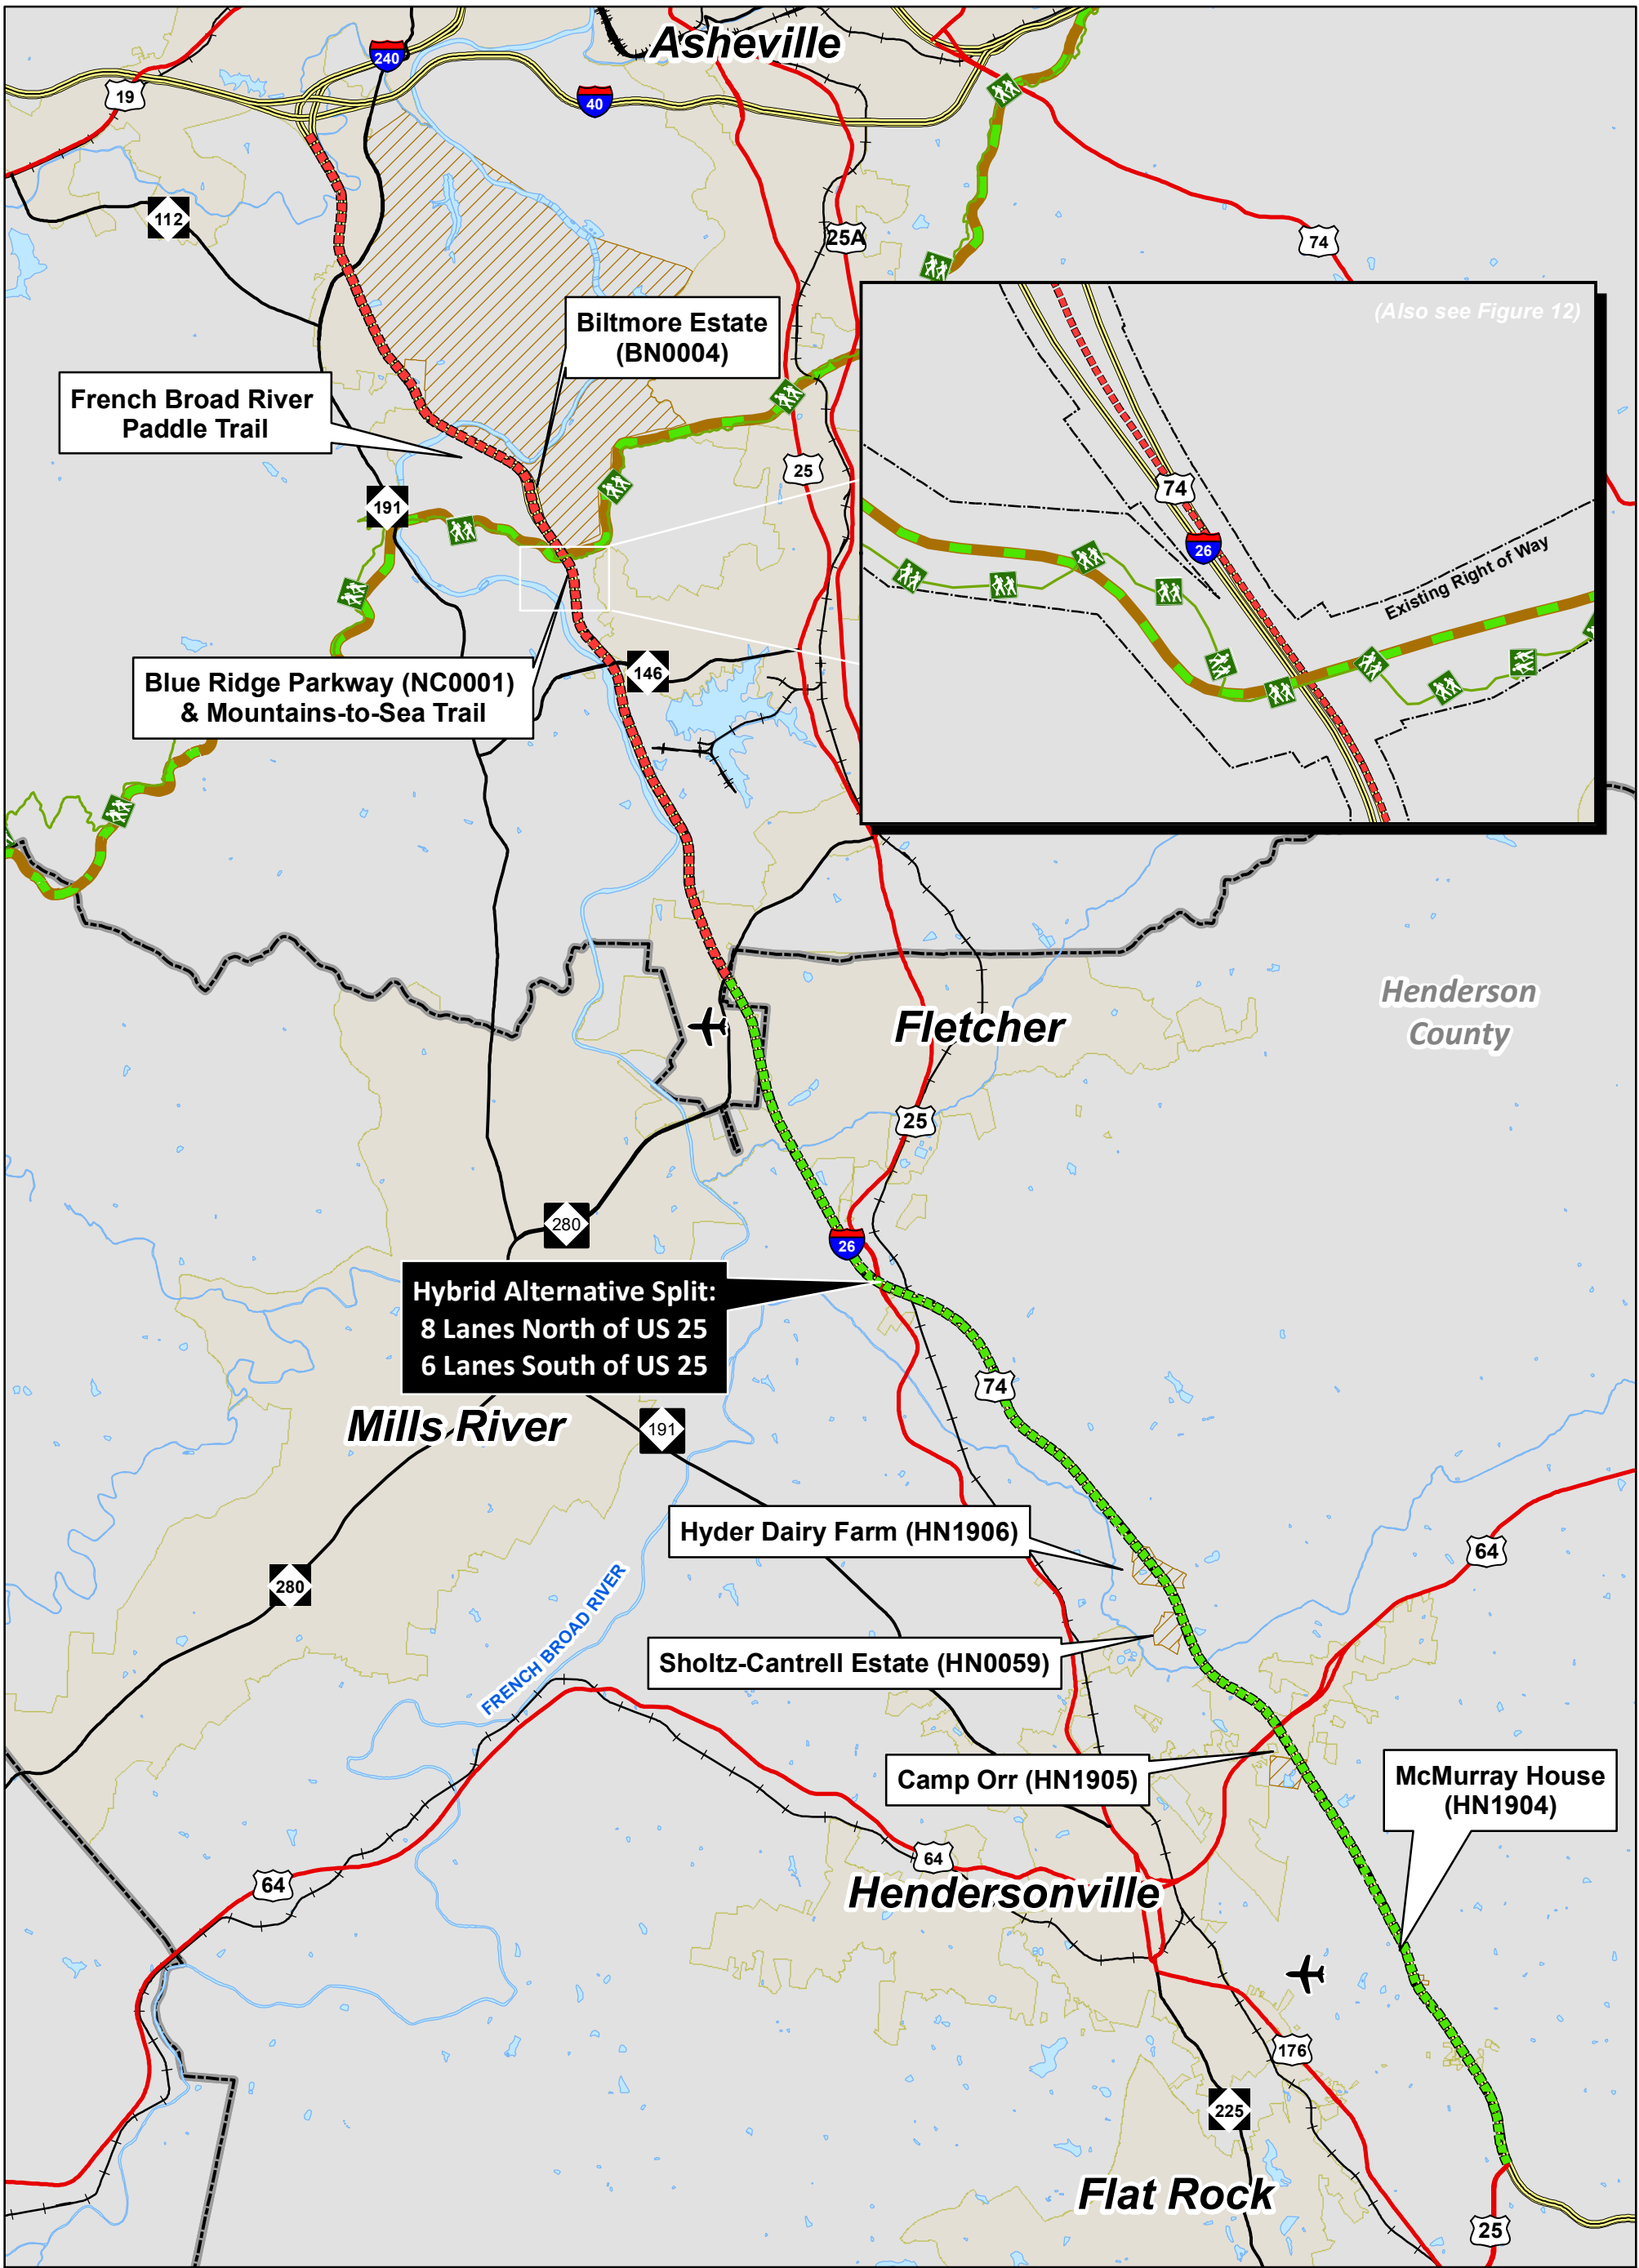 Asheville
240
19
40
112
25A
74
(Also see Figure 12)
Biltmore Estate
(BN0004)
French Broad River
Paddle Trail
25
74
191
26
Existing Right of Way
146
Blue Ridge Parkway (NC0001)
& Mountains-to-Sea Trail
Henderson
County
Fletcher
25
280
26
Hybrid Alternative Split:
8 Lanes North of US 25
6 Lanes South of US 25
74
Mills River
191
Hyder Dairy Farm (HN1906)
64
280
FRENCH BROAD RIVER
Sholtz-Cantrell Estate (HN0059)
Camp Orr (HN1905)
McMurray House
(HN1904)
64
64
Hendersonville
176
225
Flat Rock
25